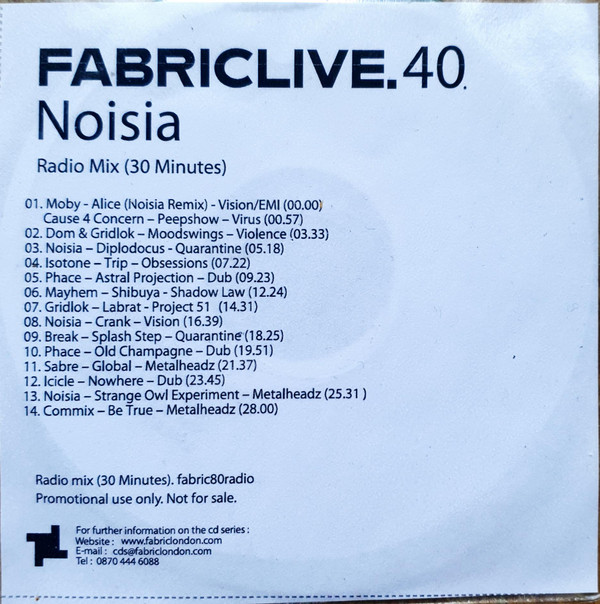 FABRICLIVE.40.
Noisia
Radio Mix (30 Minutes)
01. Moby - Alice (Noisia Remix) - Vision/EMI (00.00)
Cause 4 Concern – Peepshow – Virus (00.57)
02. Dom & Gridlok – Moodswings – Violence (03.33)
03. Noisia – Diplodocus - Quarantine (05.18)
04. Isotone – Trip – Obsessions (07.22)
05. Phace – Astral Projection – Dub (09.23)
06. Mayhem – Shibuya - Shadow Law (12.24)
07. Gridlok – Labrat - Project 51 (14.31)
08. Noisia – Crank – Vision (16.39)
09. Break – Splash Step – Quarantine (18.25)
10. Phace – Old Champagne – Dub (19.51)
11. Sabre – Global – Metalheadz (21.37)
12. Icicle – Nowhere – Dub (23.45)
13. Noisia – Strange Owl Experiment – Metalheadz (25.31 )
14. Commix – Be True – Metalheadz (28.00)
Radio mix (30 Minutes). fabric80radio
Promotional use only. Not for sale.
For further information on the cd series :
Website : www.fabriclondon.com
E-mail : cds@fabriclondon.com
Tel : 0870 444 6088